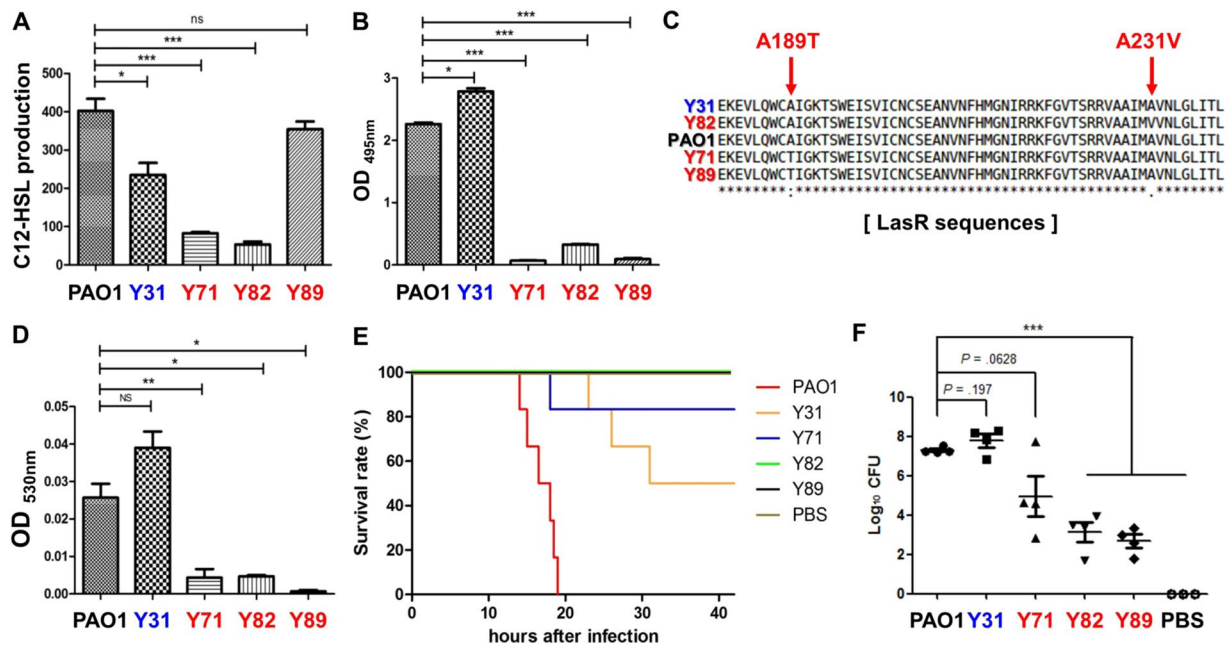 A
C12-HSL production
500
400
300
200
100
0
ns
***
***
*
PAO1 Y31 Y71 Y82 Y89
B
OD 495nm
3
2
1
0
***
***
***
*
PAO1 Y31 Y71 Y82 Y89
C
A189T A231V
Y31 EKEVLQWCAIGKTSWEISVICNCSEANVNFHMGNIRRKFGVTSRRVAAIMAVNLGLITL
Y82 EKEVLQWCAIGKTSWEISVICNCSEANVNFHMGNIRRKFGVTSRRVAAIMVVNLGLITL
PAO1 EKEVLQWCAIGKTSWEISVICNCSEANVNFHMGNIRRKFGVTSRRVAAIMAVNLGLITL
Y71 EKEVLQWCTIGKTSWEISVICNCSEANVNFHMGNIRRKFGVTSRRVAAIMAVNLGLITL
Y89 EKEVLQWCTIGKTSWEISVICNCSEANVNFHMGNIRRKFGVTSRRVAAIMAVNLGLITL
********:*****************************************.********
[ LasR sequences ]
D
OD 530nm
0.05
0.04
0.03
0.02
0.01
0.00
*
*
**
NS
PAO1 Y31 Y71 Y82 Y89
E
Survival rate (%)
100
80
60
40
20
0
0 10 20 30 40
hours after infection
PAO1
Y31
Y71
Y82
Y89
PBS
F
Log10 CFU
10
8
6
4
2
0
***
P = .0628
P = .197
PAO1 Y31 Y71 Y82 Y89 PBS